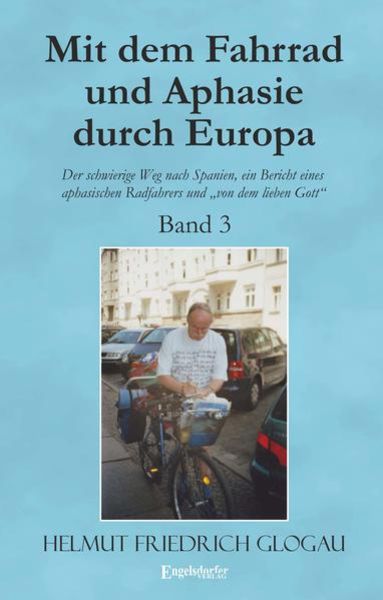 Mit dem Fahrrad
und Aphasie
durch Europa
Der schwierige Weg nach Spanien, ein Bericht eines
aphasischen Radfahrers und „von dem lieben Gott“
Band 3
HELMUT FRIEDRICH GLOGAU
Engelsdorfer
VERLAG